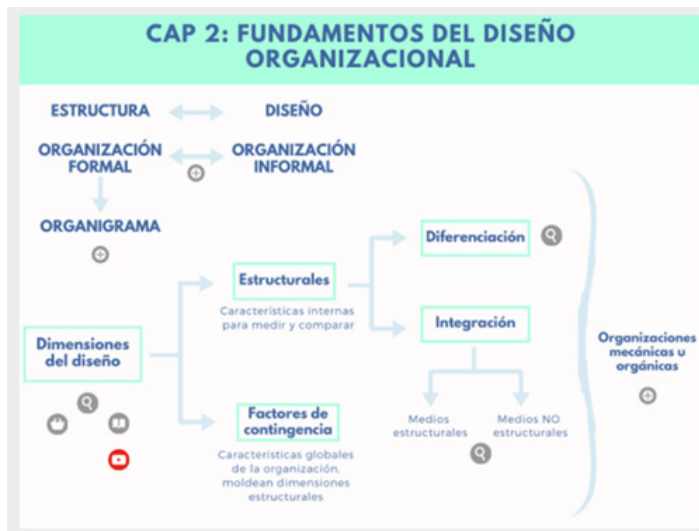 CAP 2: FUNDAMENTOS DEL DISEÑO
ORGANIZACIONAL
ESTRUCTURA
DISEÑO
ORGANIZACIÓN
FORMAL
ORGANIZACIÓN
INFORMAL
ORGANIGRAMA
Dimensiones
del diseño
Estructurales
Características internas
para medir y comparar
Factores de
contingencia
Características globales
de la organización,
moldean dimensiones
estructurales
Diferenciación
Integración
Medios
estructurales
Medios NO
estructurales
Organizaciones
mecánicas u
orgánicas